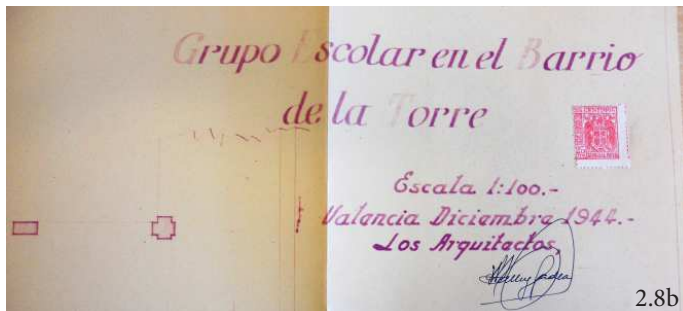 Grupo Escolar en el Barrio
de la Torre
Escala 1:100.-
Valencia Diciembre 1944.-
Los Arquitectos,
2.8b